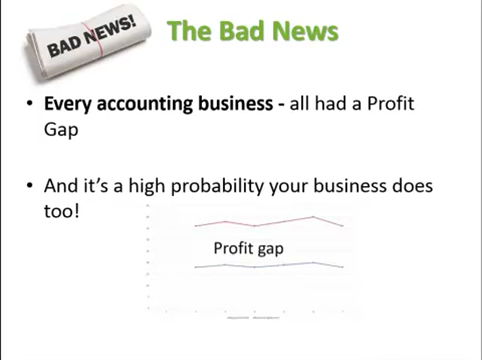 BAD NEWS!
The Bad News
• Every accounting business - all had a Profit
Gap
• And it's a high probability your business does
too!
Profit gap